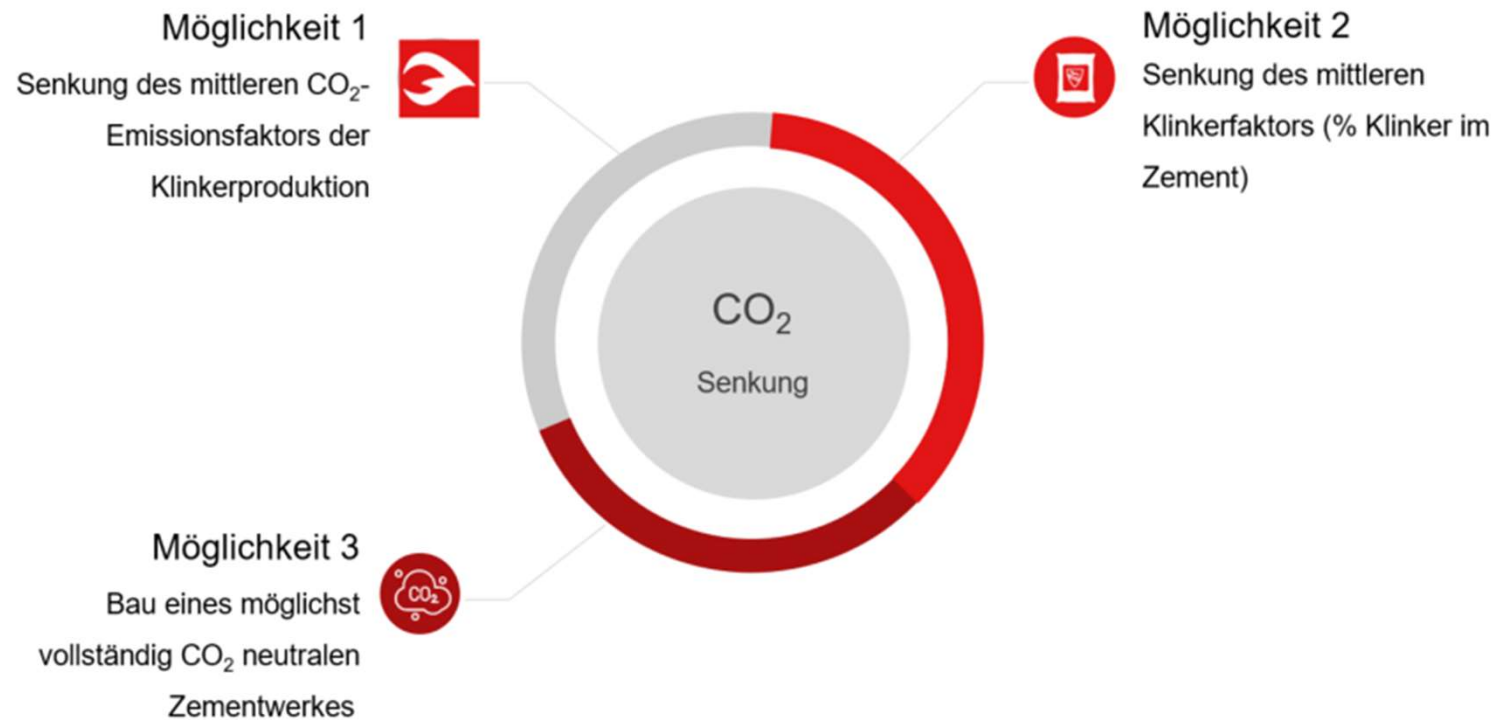 Möglichkeit 1
Senkung des mittleren CO₂-
Emissionsfaktors der
Klinkerproduktion
Möglichkeit 2
Senkung des mittleren
Klinkerfaktors (% Klinker im
Zement)
CO₂
Senkung
Möglichkeit 3
Bau eines möglichst
vollständig CO₂ neutralen
Zementwerkes
CO₂